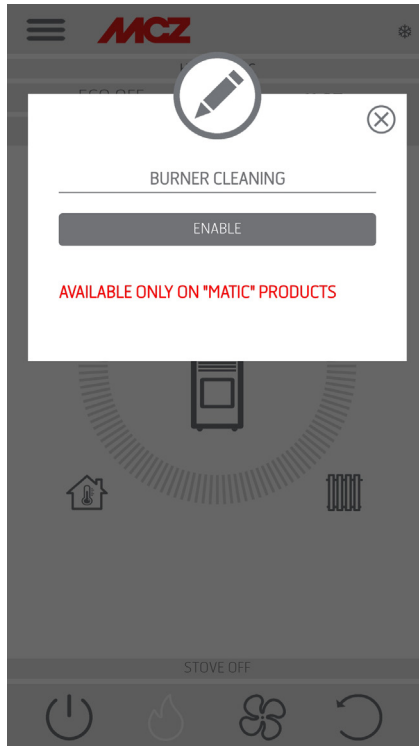 MCZ
BURNER CLEANING
ENABLE
AVAILABLE ONLY ON "MATIC" PRODUCTS
STOVE OFF